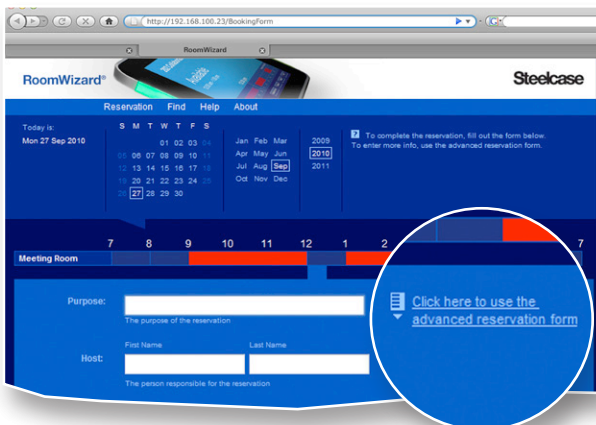 http://192.168.100.23/BookingForm
RoomWizard
RoomWizard®
Steelcase
Reservation Find Help About
Today is:
Mon 27 Sep 2010
S M T W T F S
01 02 03 04
05 06 07 08 09 10 11
12 13 14 15 16 17 18
19 20 21 22 23 24 25
26 27 28 29 30
Jan Feb Mar
Apr May Jun
Jul Aug Sep
Oct Nov Dec
2009
2010
2011
? To complete the reservation, fill out the form below.
To enter more info, use the advanced reservation form.
7 8 9 10 11 12 1 2 7
Meeting Room
Purpose:
The purpose of the reservation
First Name Last Name
Host:
The person responsible for the reservation
Click here to use the
advanced reservation form